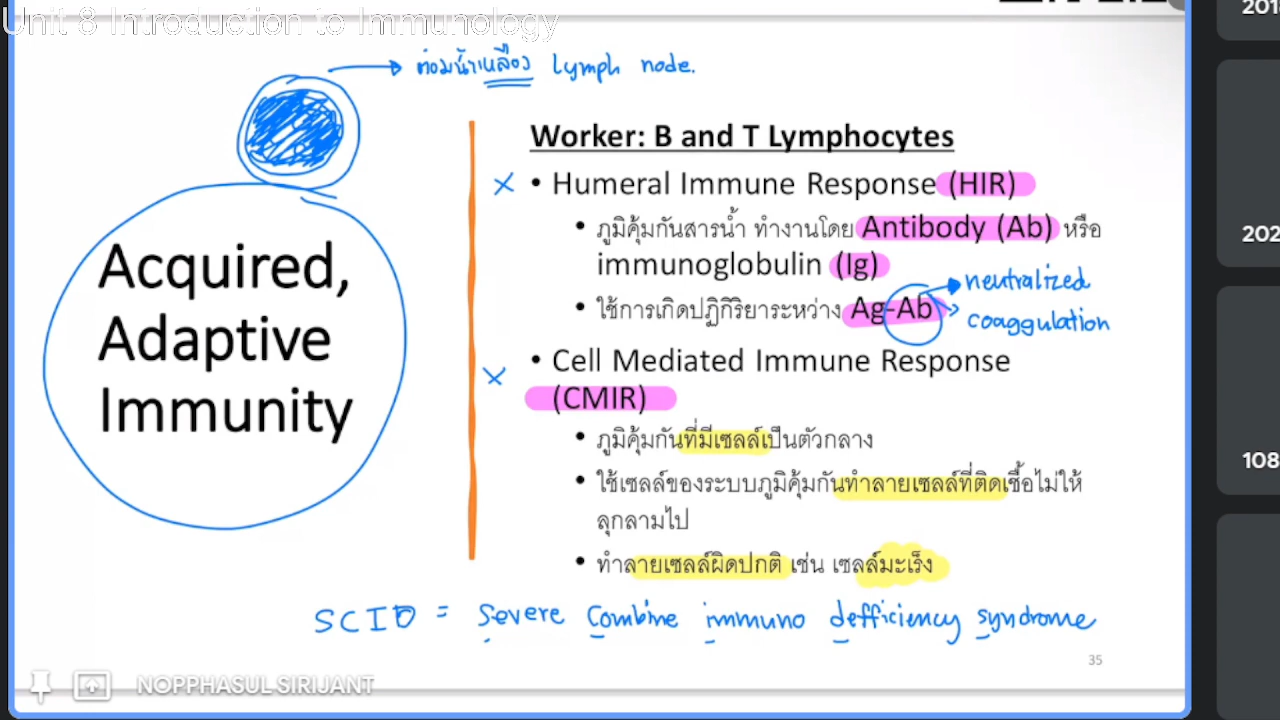 Unit 8 Introduction to Immunology
ต่อมน้ำเหลือง lymph node.
Acquired,
Adaptive
Immunity
Worker: B and T Lymphocytes
× • Humeral Immune Response (HIR)
• ภูมิคุ้มกันสารน้ำ ทำงานโดย Antibody (Ab) หรือ
immunoglobulin (Ig)
• ใช้การเกิดปฏิกิริยาระหว่าง Ag-Ab
neutralized
coaggulation
× • Cell Mediated Immune Response
(CMIR)
• ภูมิคุ้มกันที่มีเซลล์เป็นตัวกลาง
• ใช้เซลล์ของระบบภูมิคุ้มกันทำลายเซลล์ที่ติดเชื้อไม่ให้
ลุกลามไป
• ทำลายเซลล์ผิดปกติ เช่น เซลล์มะเร็ง
SCID = Severe Combine immuno defficiency syndrome
35
NOPPHASUL SIRIJANT
201
202
108